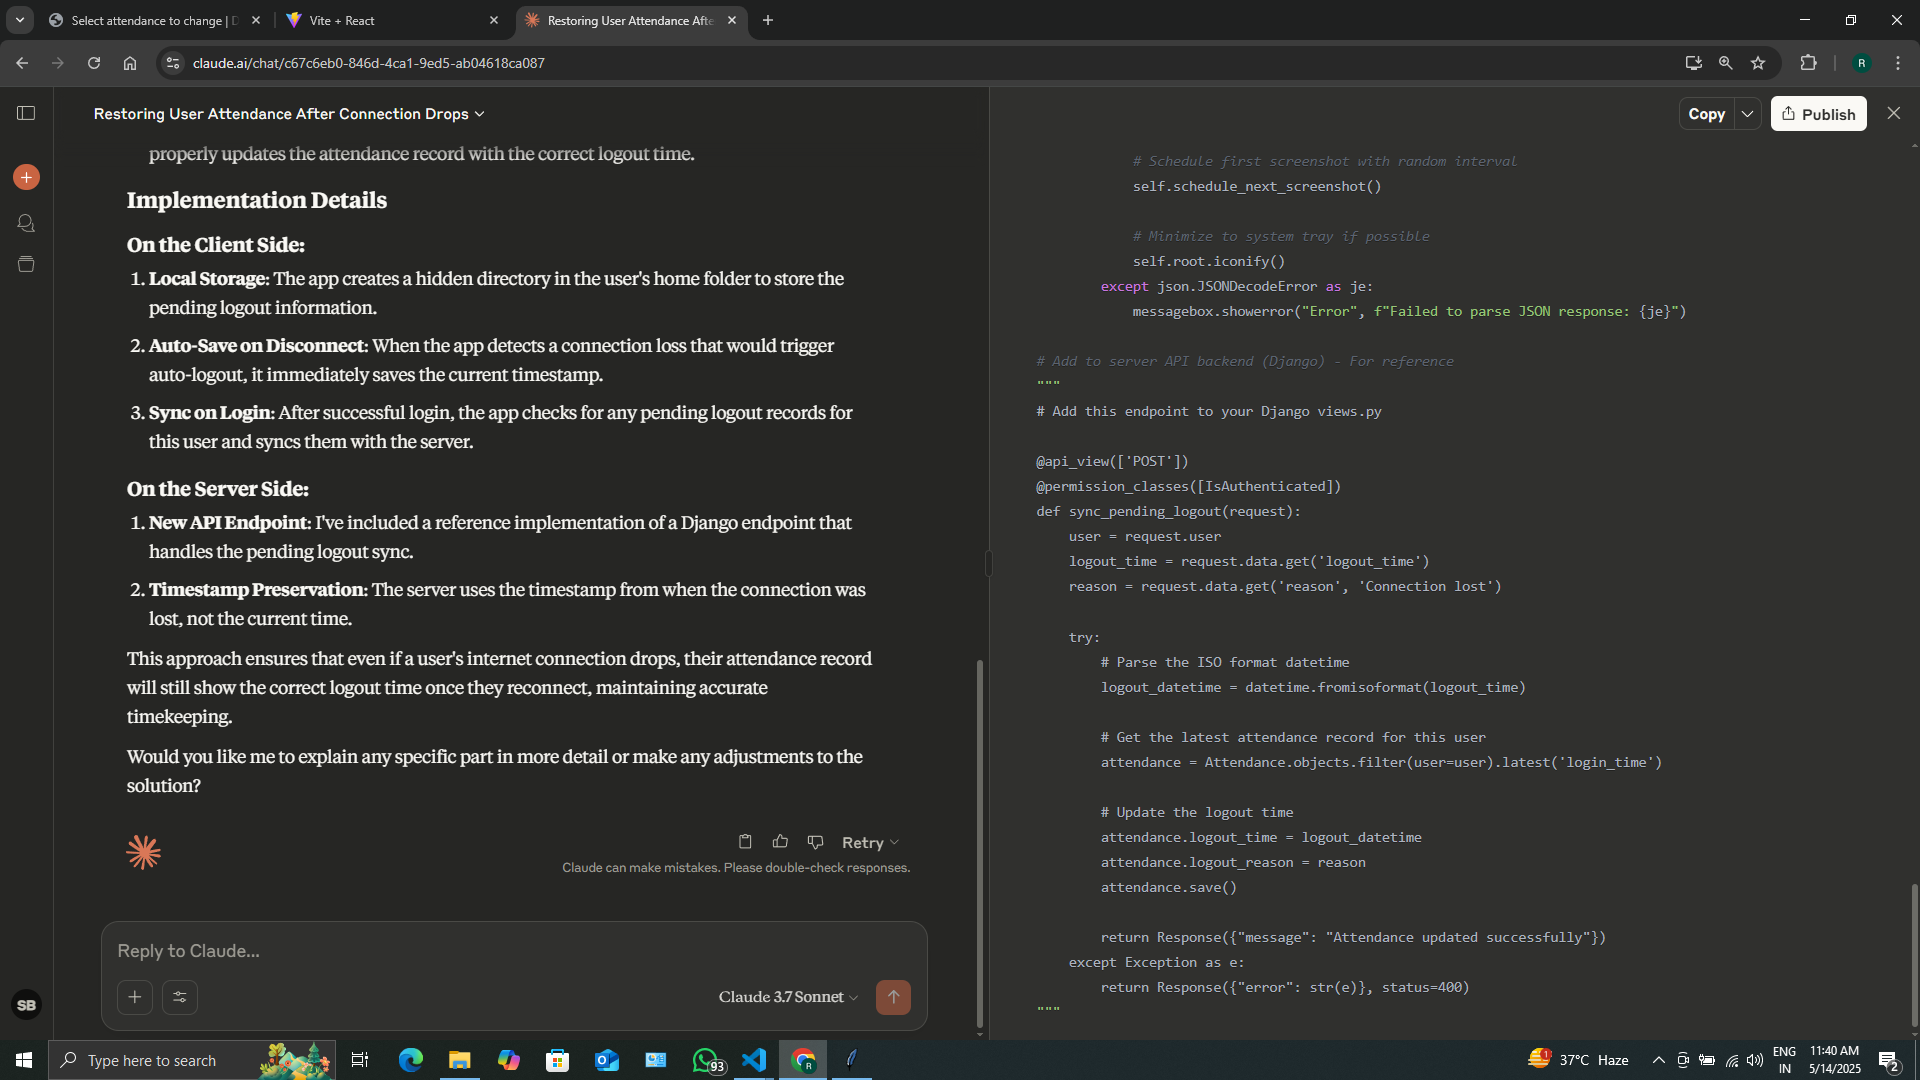 Select attendance to change | D
Vite + React
Restoring User Attendance Afte
claude.ai/chat/c67c6eb0-846d-4ca1-9ed5-ab04618ca087
R
Restoring User Attendance After Connection Drops
properly updates the attendance record with the correct logout time.
Implementation Details
On the Client Side:
1. Local Storage: The app creates a hidden directory in the user's home folder to store the
pending logout information.
2. Auto-Save on Disconnect: When the app detects a connection loss that would trigger
auto-logout, it immediately saves the current timestamp.
3. Sync on Login: After successful login, the app checks for any pending logout records for
this user and syncs them with the server.
On the Server Side:
1. New API Endpoint: I've included a reference implementation of a Django endpoint that
handles the pending logout sync.
2. Timestamp Preservation: The server uses the timestamp from when the connection was
lost, not the current time.
This approach ensures that even if a user's internet connection drops, their attendance record
will still show the correct logout time once they reconnect, maintaining accurate
timekeeping.
Would you like me to explain any specific part in more detail or make any adjustments to the
solution?
Retry
Claude can make mistakes. Please double-check responses.
Reply to Claude...
Claude 3.7 Sonnet
SB
Copy
Publish
# Schedule first screenshot with random interval
self.schedule_next_screenshot()
# Minimize to system tray if possible
self.root.iconify()
except json.JSONDecodeError as je:
messagebox.showerror("Error", f"Failed to parse JSON response: {je}")
# Add to server API backend (Django) - For reference
"""
# Add this endpoint to your Django views.py
@api_view(['POST'])
@permission_classes([IsAuthenticated])
def sync_pending_logout(request):
user = request.user
logout_time = request.data.get('logout_time')
reason = request.data.get('reason', 'Connection lost')
try:
# Parse the ISO format datetime
logout_datetime = datetime.fromisoformat(logout_time)
# Get the latest attendance record for this user
attendance = Attendance.objects.filter(user=user).latest('login_time')
# Update the logout time
attendance.logout_time = logout_datetime
attendance.logout_reason = reason
attendance.save()
return Response({"message": "Attendance updated successfully"})
except Exception as e:
return Response({"error": str(e)}, status=400)
"""
Type here to search
93
R
1
37°C Haze
ENG
IN
11:40 AM
5/14/2025
2